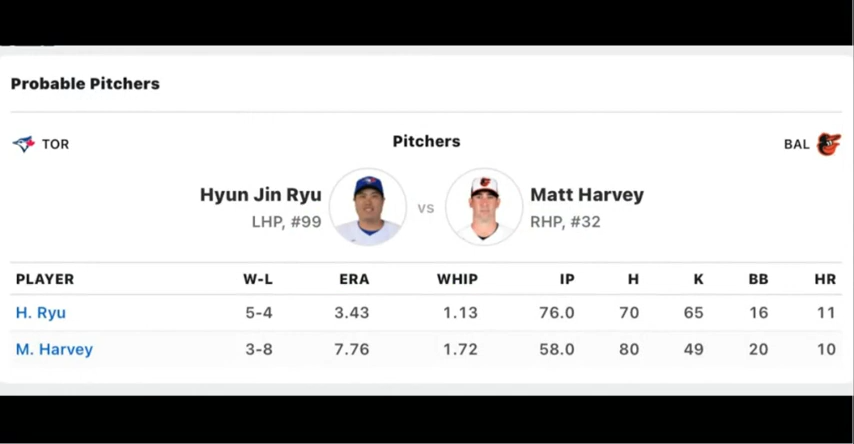 Probable Pitchers
TOR Pitchers BAL
Hyun Jin Ryu vs Matt Harvey
LHP, #99 RHP, #32
PLAYER W-L ERA WHIP IP H K BB HR
H. Ryu 5-4 3.43 1.13 76.0 70 65 16 11
M. Harvey 3-8 7.76 1.72 58.0 80 49 20 10